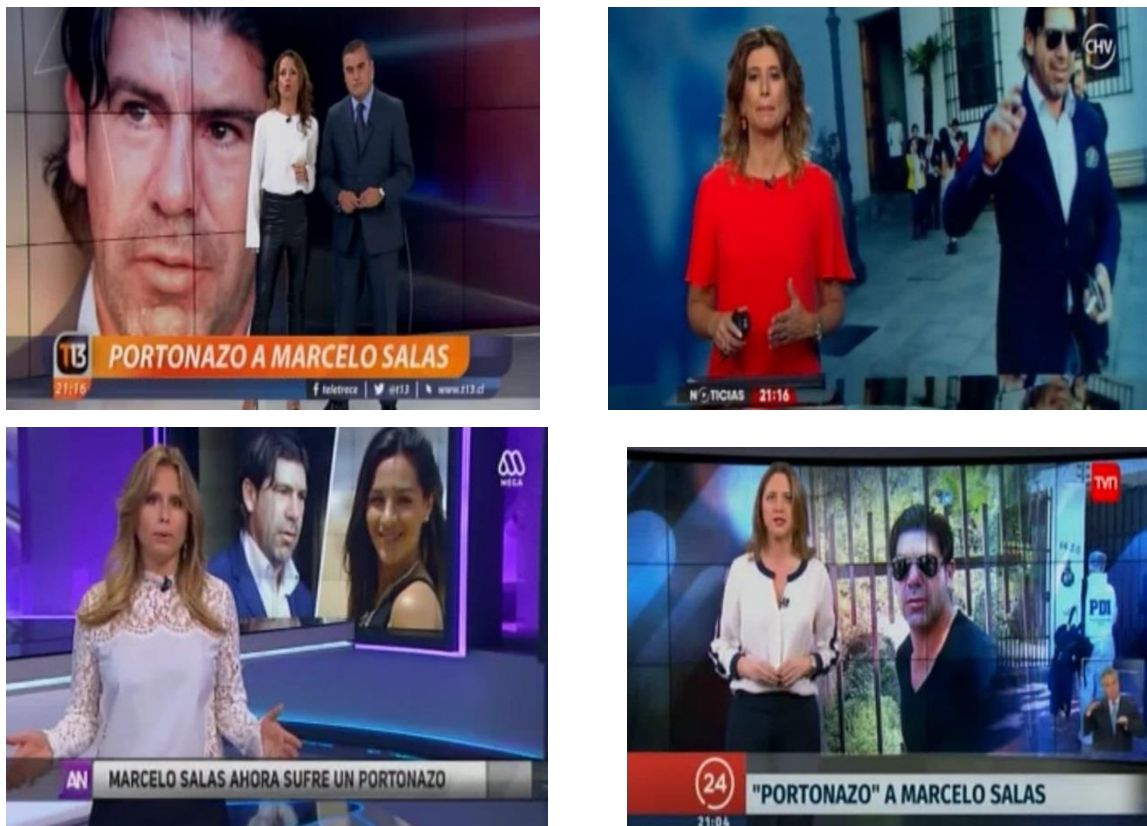 T13
PORTONAZO A MARCELO SALAS
21:16
teletrece @t13 www.t13.cl
CHV
NOTICIAS 21:16
MEGA
AN MARCELO SALAS AHORA SUFRE UN PORTONAZO
TVN
PDI
24
"PORTONAZO" A MARCELO SALAS
21:04